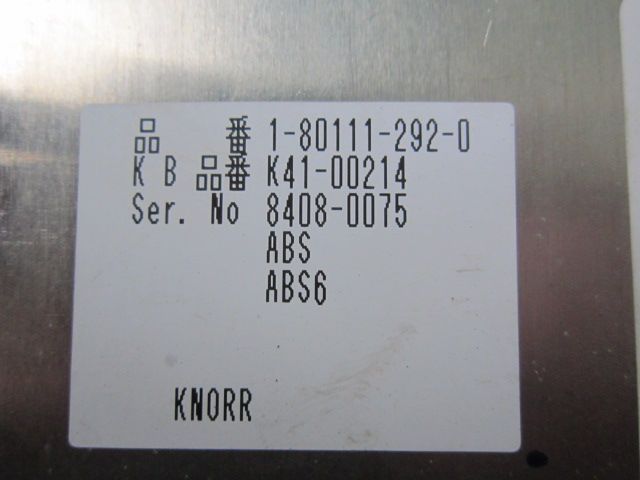 品 番 1-80111-292-0
K B 品番 K41-00214
Ser. No 8408-0075
ABS
ABS6
KNORR